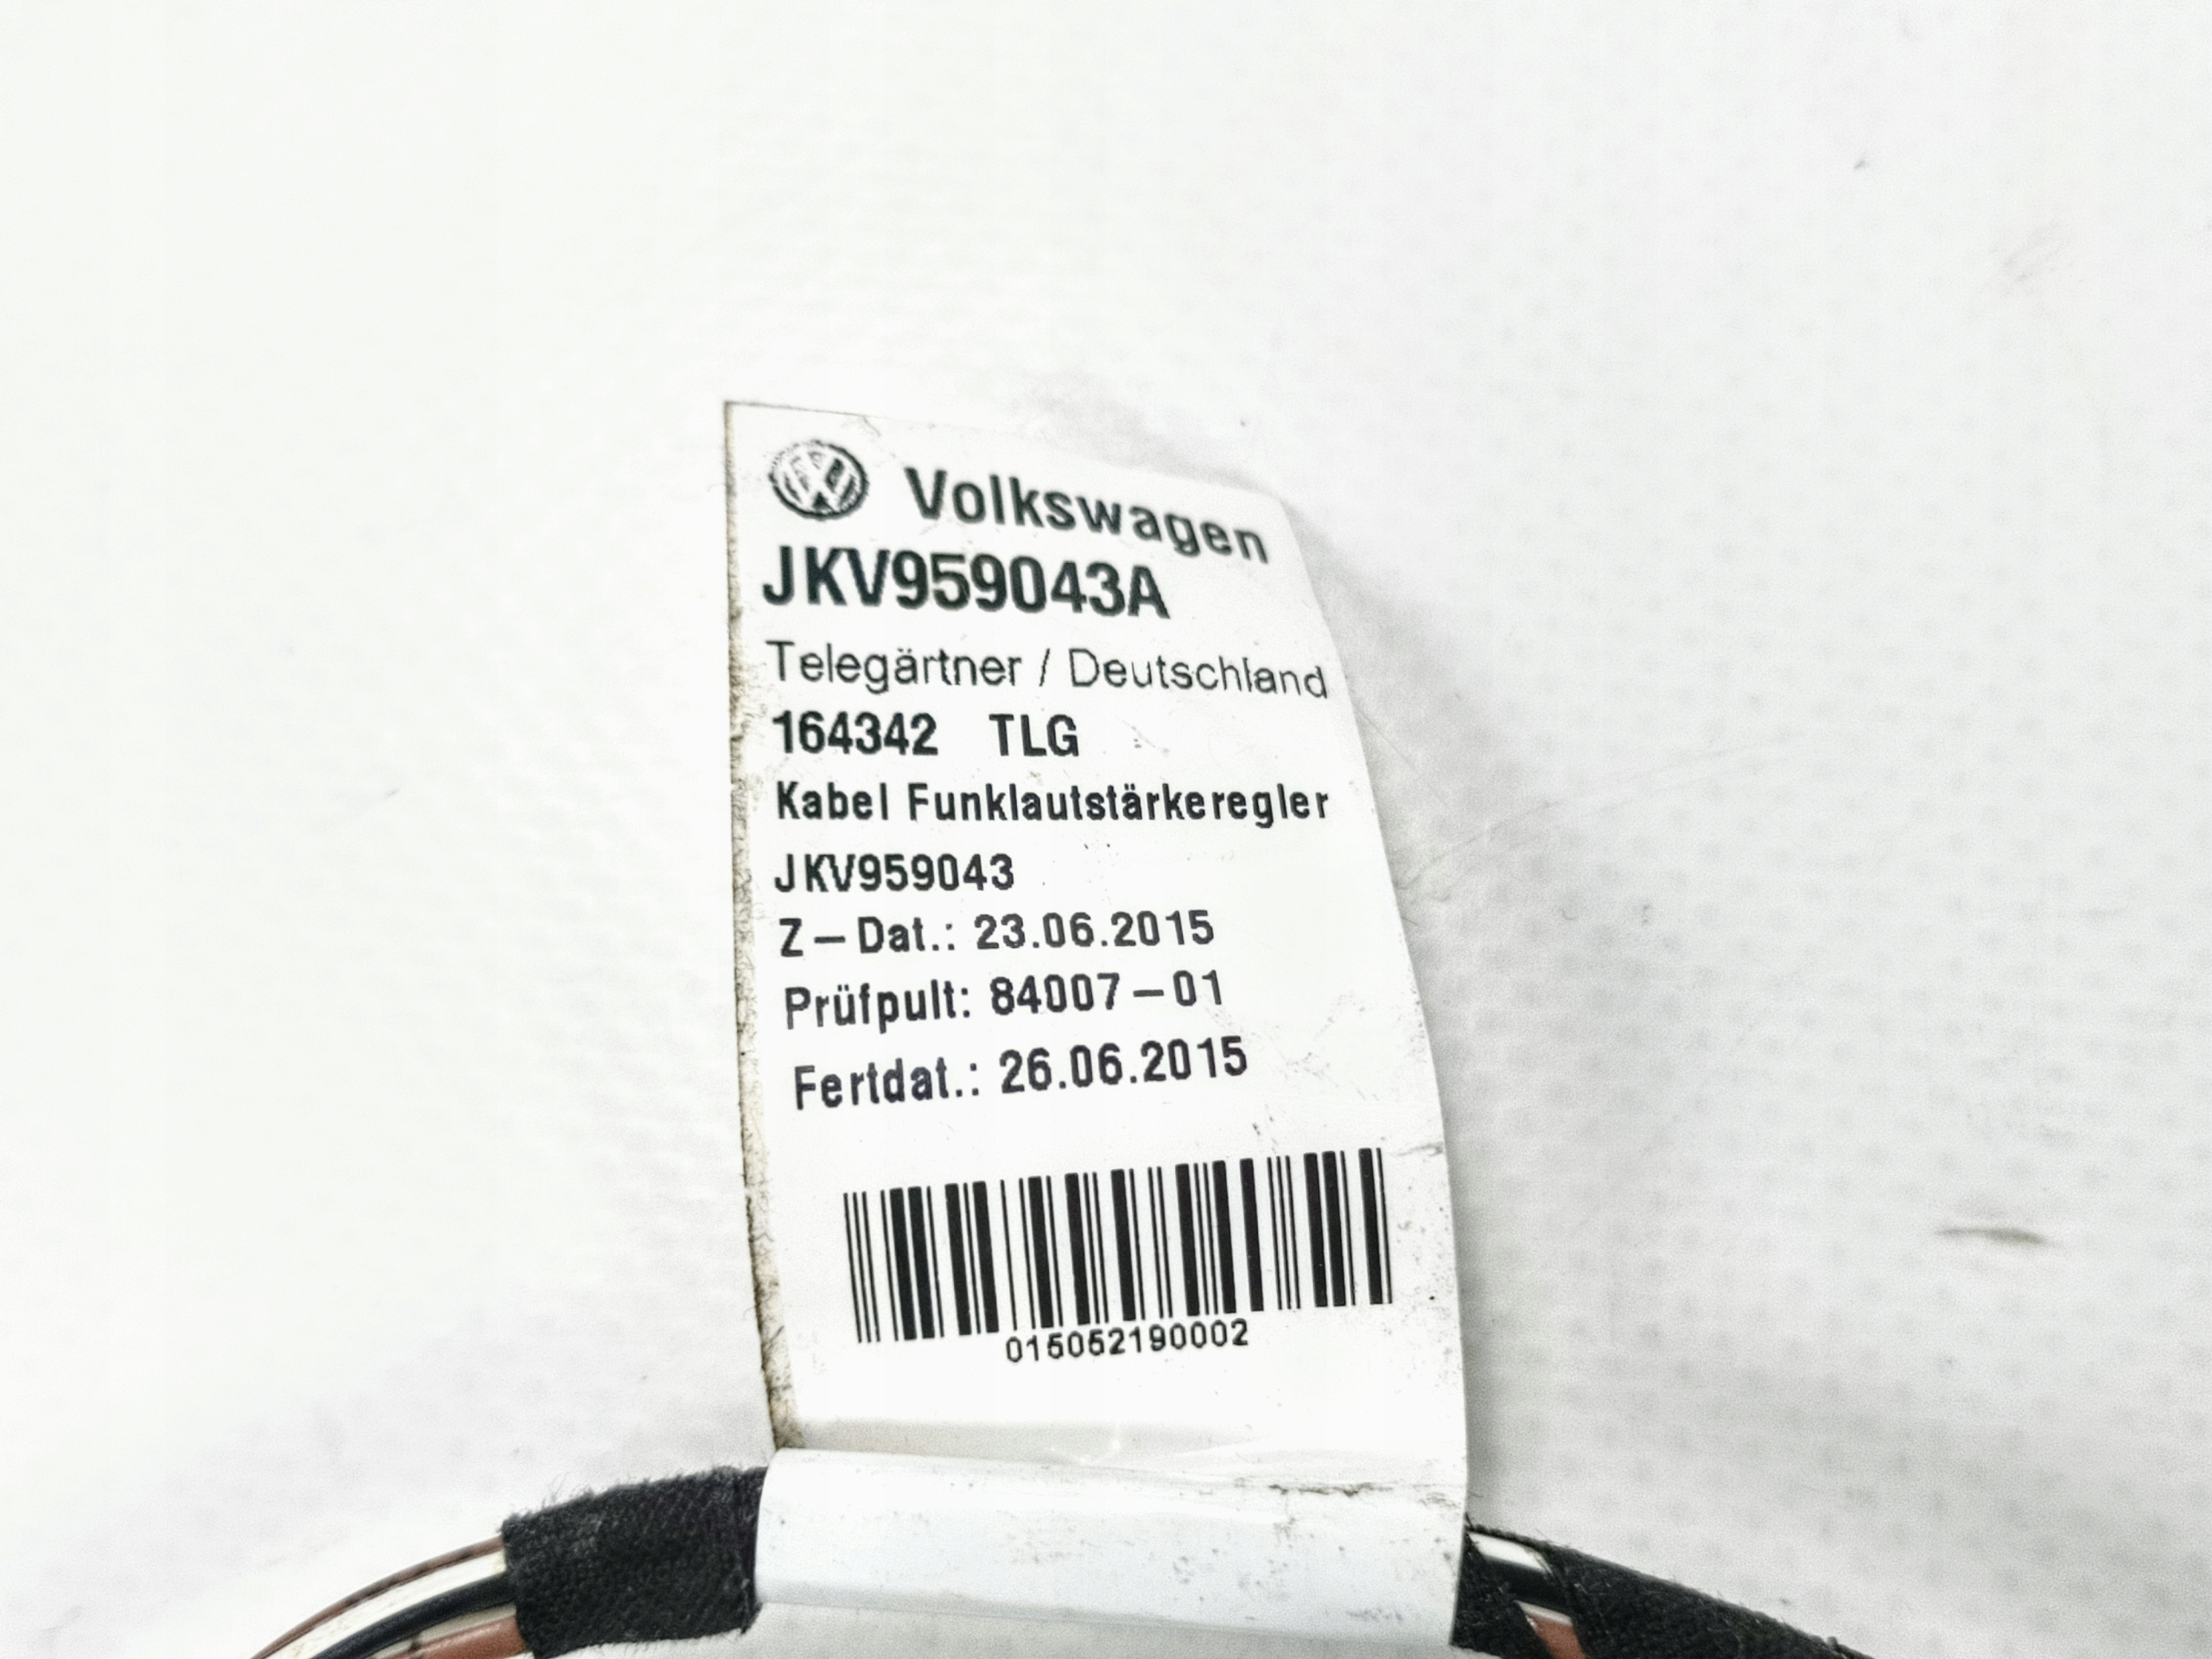 Volkswagen
JKV959043A
Telegärtner / Deutschland
164342 TLG
Kabel Funklautstärkeregler
JKV959043
Z-Dat.: 23.06.2015
Prüfpult: 84007-01
Fertdat.: 26.06.2015
015052190002